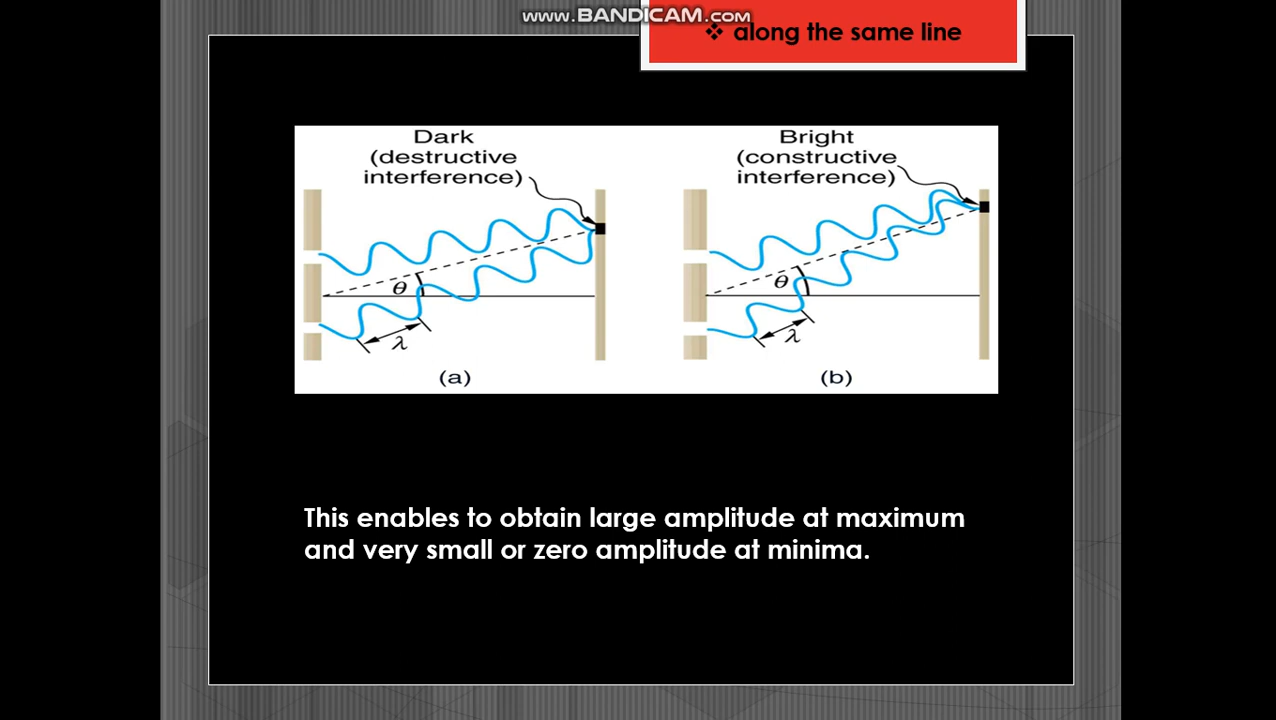 www.BANDICAM.com
❖ along the same line
Dark
(destructive
interference)
θ
λ
(a)
Bright
(constructive
interference)
θ
λ
(b)
This enables to obtain large amplitude at maximum
and very small or zero amplitude at minima.